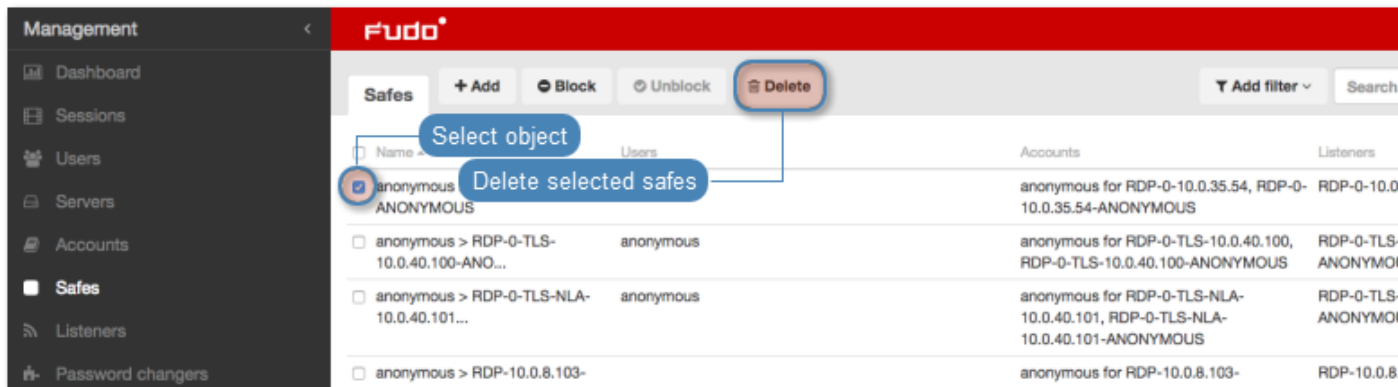 Management
Dashboard
Sessions
Users
Servers
Accounts
Safes
Listeners
Password changers
Fudo
Safes
+ Add
Block
Unblock
Delete
Add filter
Search
Select object
Delete selected safes
Name
Users
Accounts
Listeners
anonymous
ANONYMOUS
anonymous for RDP-0-10.0.35.54, RDP-0-
10.0.35.54-ANONYMOUS
RDP-0-10.0
anonymous > RDP-0-TLS-
10.0.40.100-ANO...
anonymous
anonymous for RDP-0-TLS-10.0.40.100,
RDP-0-TLS-10.0.40.100-ANONYMOUS
RDP-0-TLS-
ANONYMOU
anonymous > RDP-0-TLS-NLA-
10.0.40.101...
anonymous
anonymous for RDP-0-TLS-NLA-
10.0.40.101, RDP-0-TLS-NLA-
10.0.40.101-ANONYMOUS
RDP-0-TLS-
ANONYMOU
anonymous > RDP-10.0.8.103-
anonymous for RDP-10.0.8.103-
RDP-10.0.8